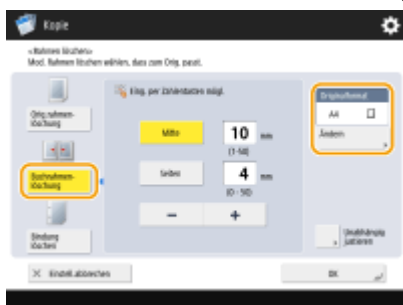 Kopie
<Rahmen löschen>
Mod. Rahmen löschen wählen, dass zum Orig. passt.
Eing. per Zahlentasten mögl.
Originalformat
A4
Ändern
Orig.rahmen-
löschung
Mitte
10 mm
(1-50)
Buchrahmen-
löschung
Seiten
4 mm
(0-50)
- +
Bindung
löschen
Unabhängig
justieren
Einstell. abbrechen
OK